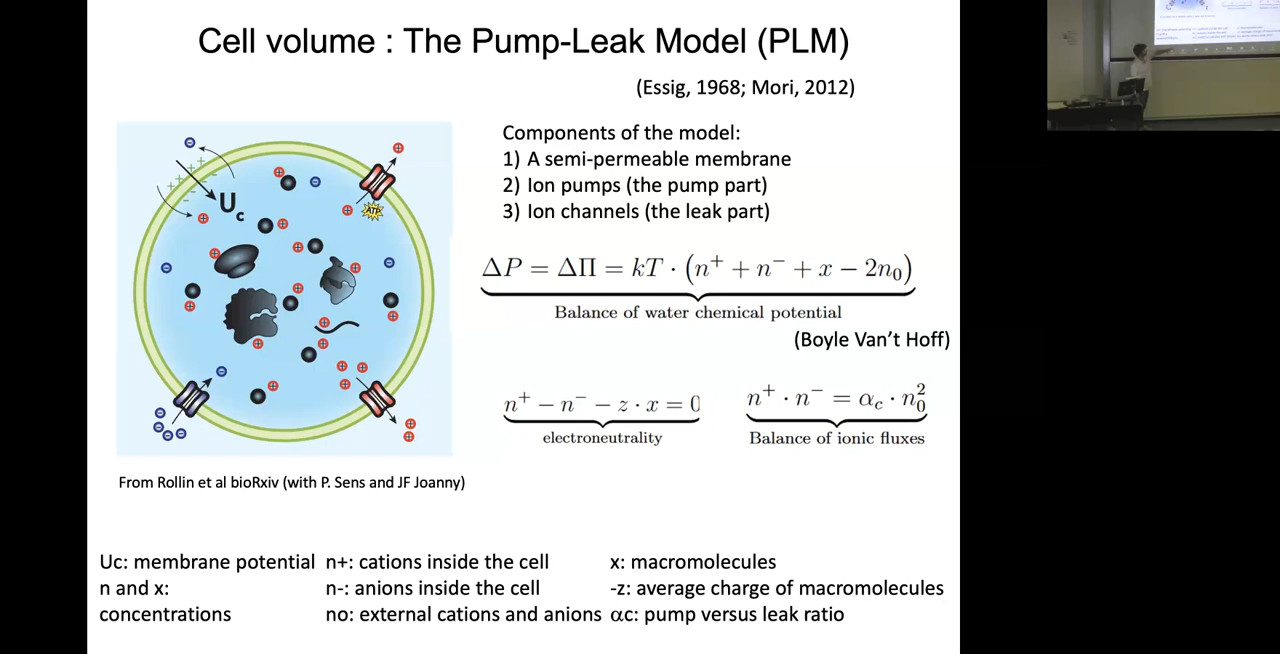 Cell volume : The Pump-Leak Model (PLM)
(Essig, 1968; Mori, 2012)
Components of the model:
1) A semi-permeable membrane
2) Ion pumps (the pump part)
3) Ion channels (the leak part)
Uc
ATP
ΔP = ΔΠ = kT · (n⁺ + n⁻ + x − 2n₀)
Balance of water chemical potential
(Boyle Van’t Hoff)
n⁺ − n⁻ − z · x = 0
electroneutrality
n⁺ · n⁻ = α_c · n₀²
Balance of ionic fluxes
From Rollin et al bioRxiv (with P. Sens and JF Joanny)
Uc: membrane potential
n and x:
concentrations
n+: cations inside the cell
n-: anions inside the cell
no: external cations and anions
x: macromolecules
-z: average charge of macromolecules
αc: pump versus leak ratio